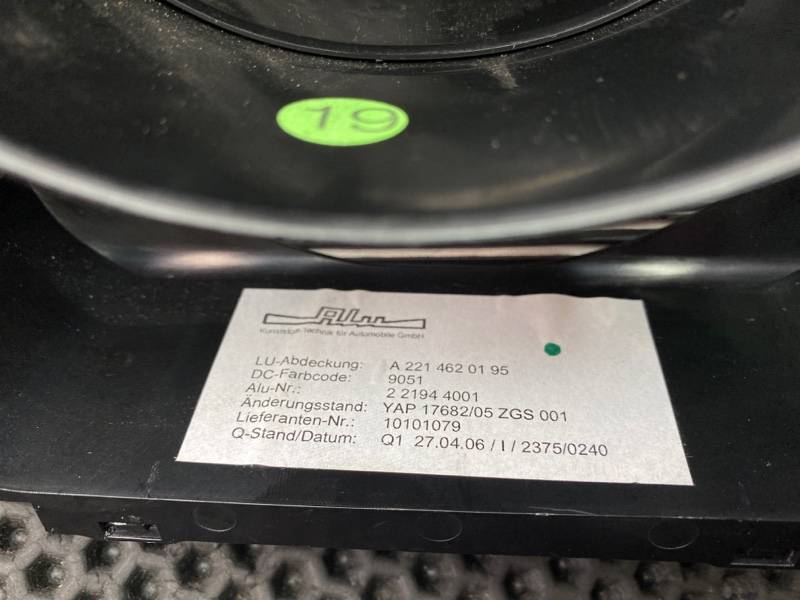 19
Alu
Kunststoff-Technik für Automobile GmbH
LU-Abdeckung: A 221 462 01 95
DC-Farbcode: 9051
Alu-Nr.: 2 2194 4001
Änderungsstand: YAP 17682/05 ZGS 001
Lieferanten-Nr.: 10101079
Q-Stand/Datum: Q1 27.04.06 / I / 2375/0240